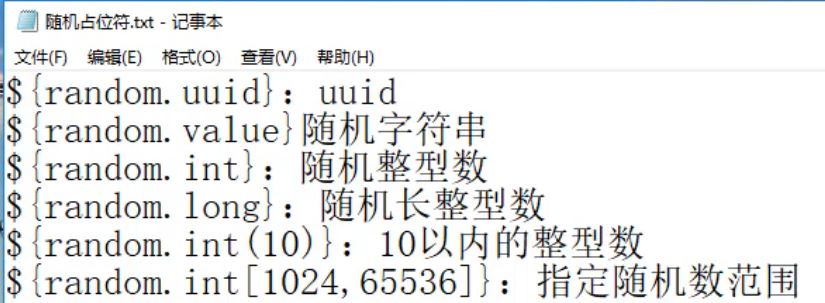 随机占位符.txt - 记事本
文件(F) 编辑(E) 格式(O) 查看(V) 帮助(H)
${random.uuid}：uuid
${random.value}随机字符串
${random.int}：随机整型数
${random.long}：随机长整型数
${random.int(10)}：10以内的整型数
${random.int[1024,65536]}：指定随机数范围